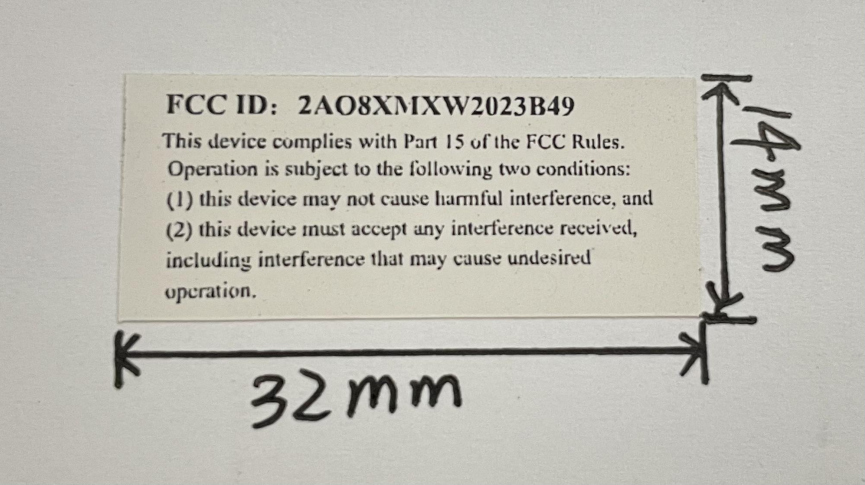 FCC ID: 2AO8XMXW2023B49
This device complies with Part 15 of the FCC Rules.
Operation is subject to the following two conditions:
(1) this device may not cause harmful interference, and
(2) this device must accept any interference received,
including interference that may cause undesired
operation.
14mm
32mm